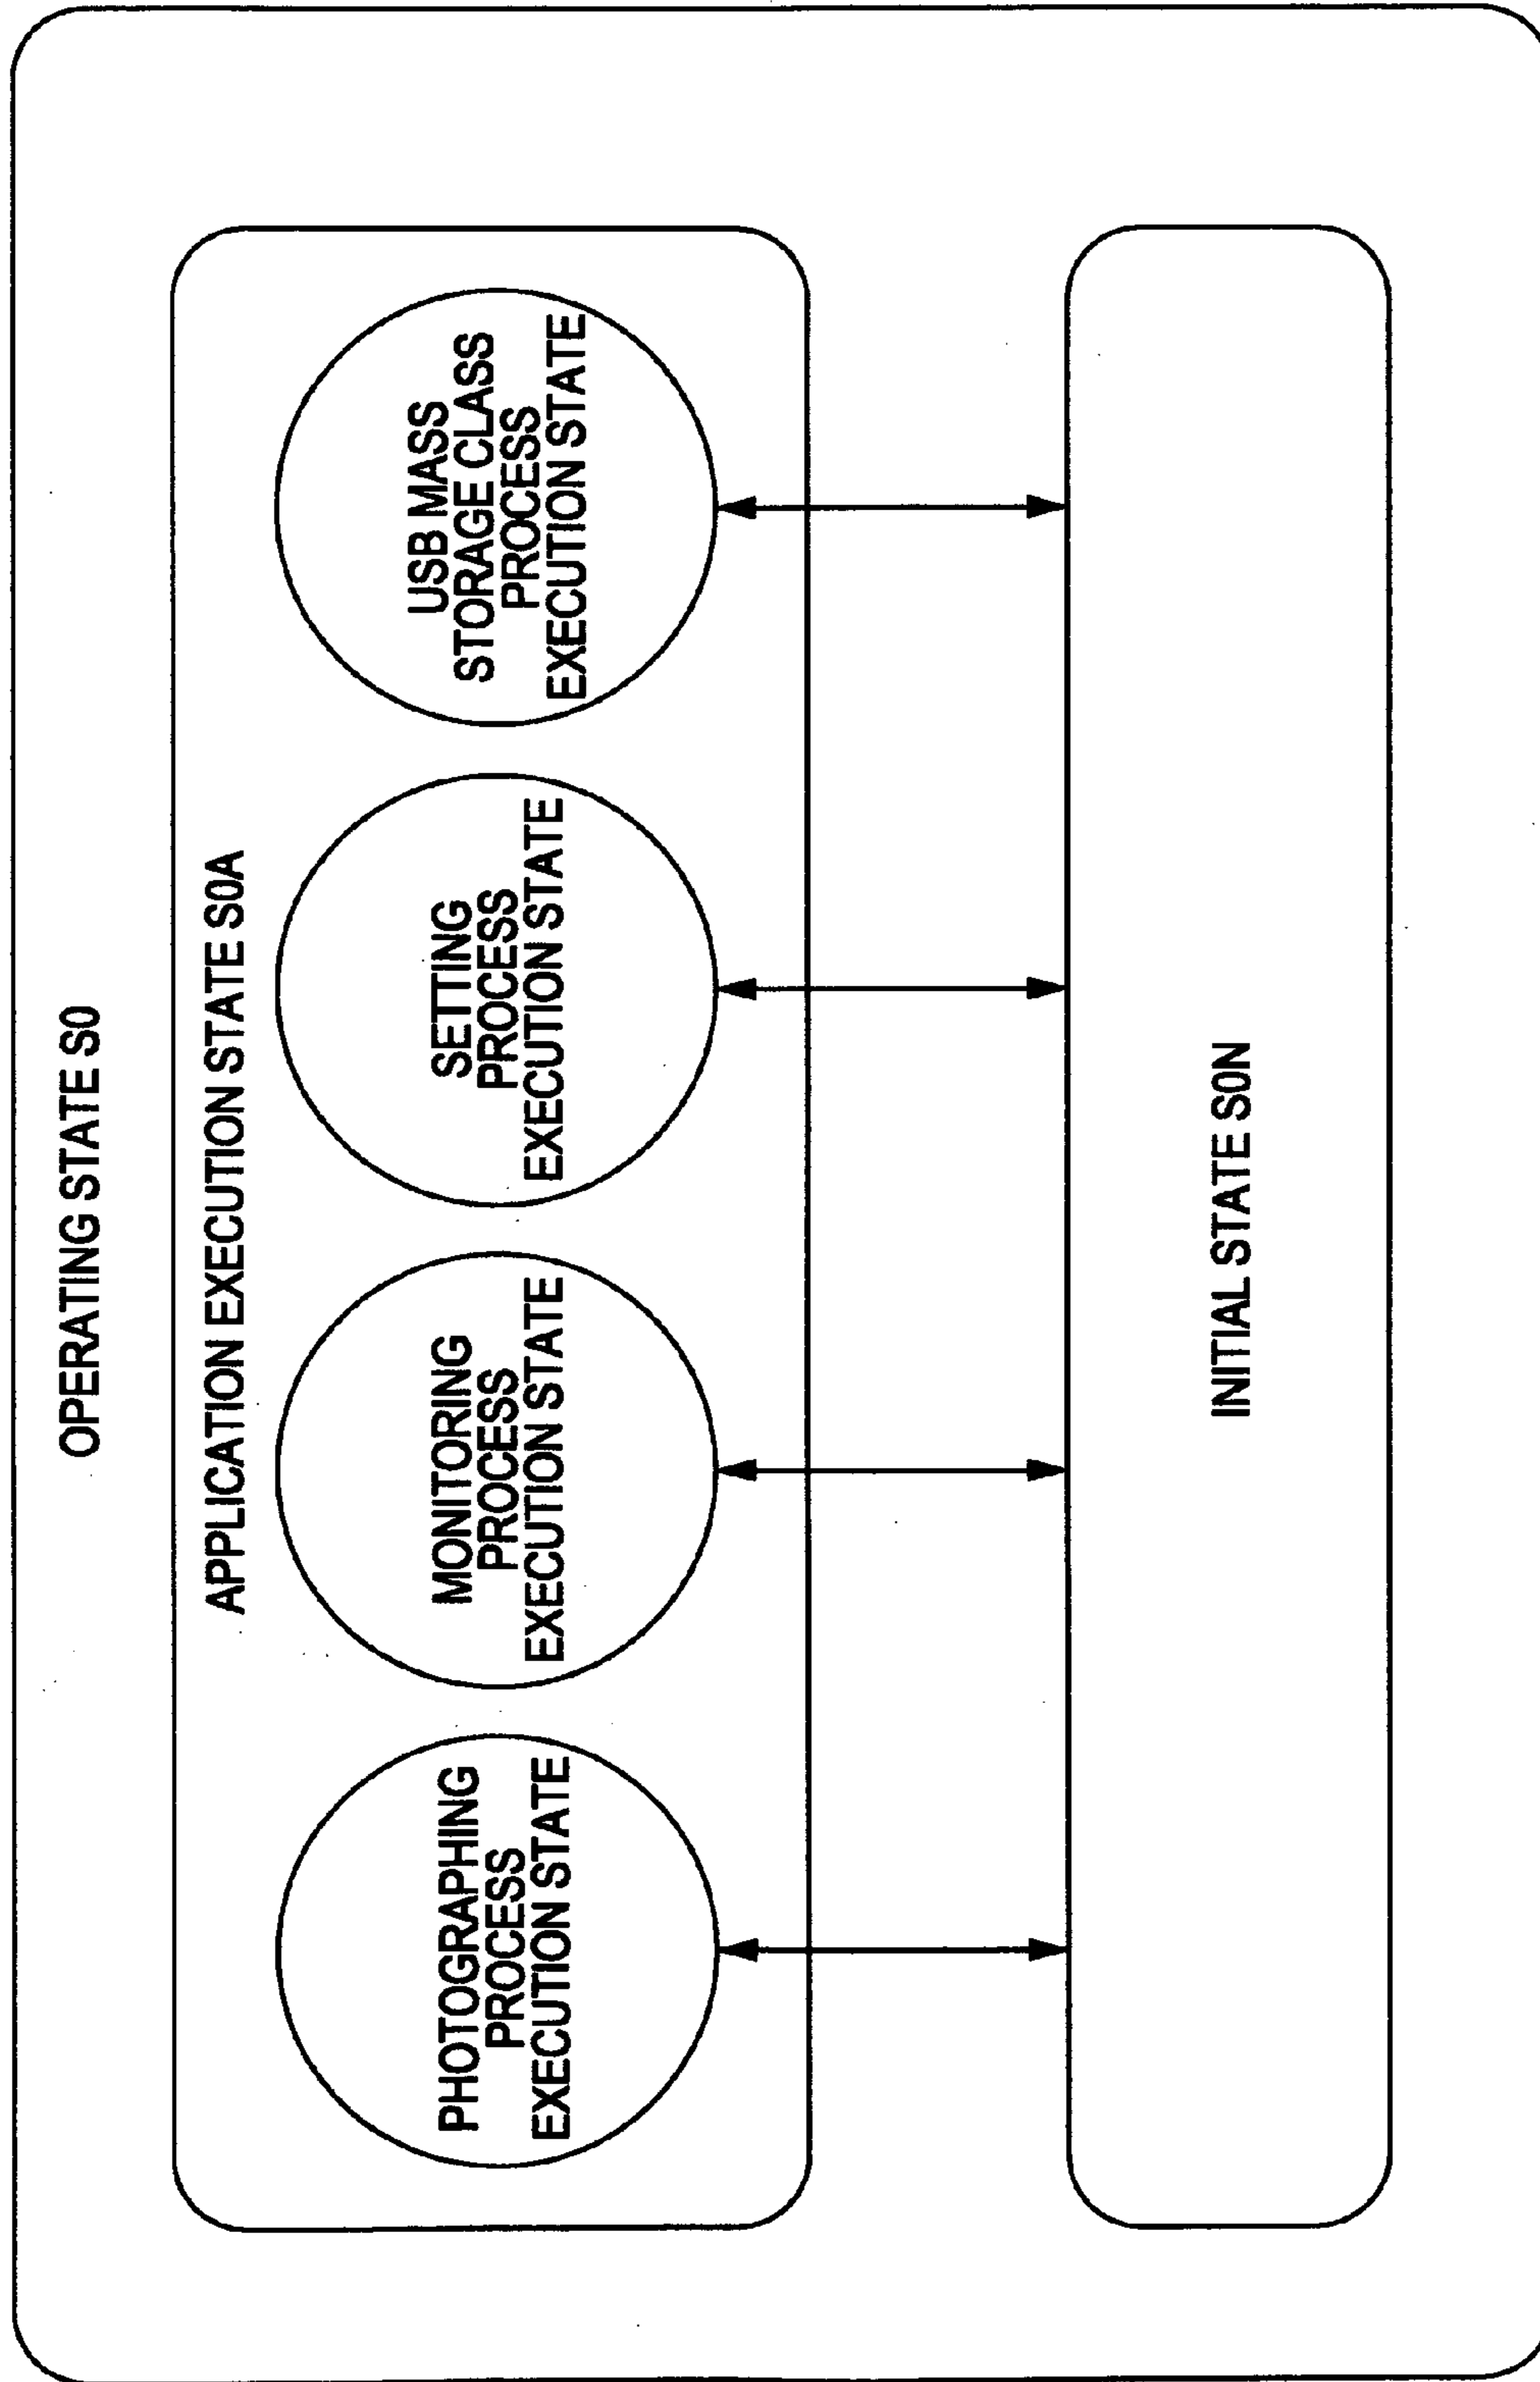 OPERATING STATE S0
APPLICATION EXECUTION STATE S0A
PHOTOGRAPHING
PROCESS
EXECUTION STATE
MONITORING
PROCESS
EXECUTION STATE
SETTING
PROCESS
EXECUTION STATE
USB MASS
STORAGE CLASS
PROCESS
EXECUTION STATE
INITIAL STATE S0N